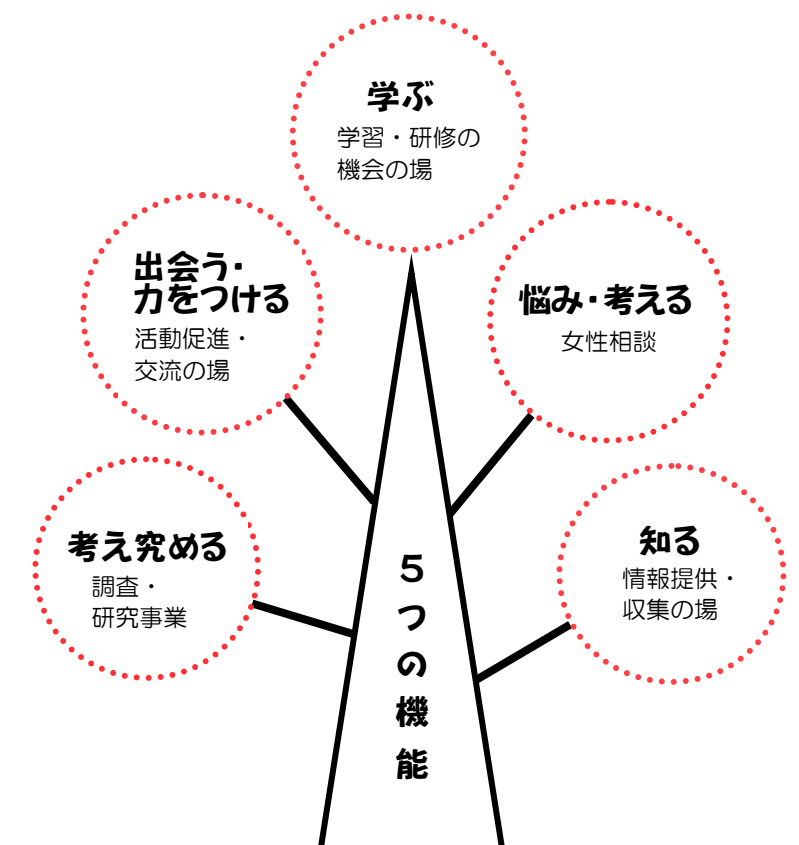 学ぶ
学習・研修の
機会の場
出会う・
力をつける
活動促進・
交流の場
悩み・考える
女性相談
考え究める
調査・
研究事業
知る
情報提供・
収集の場
５つの機能